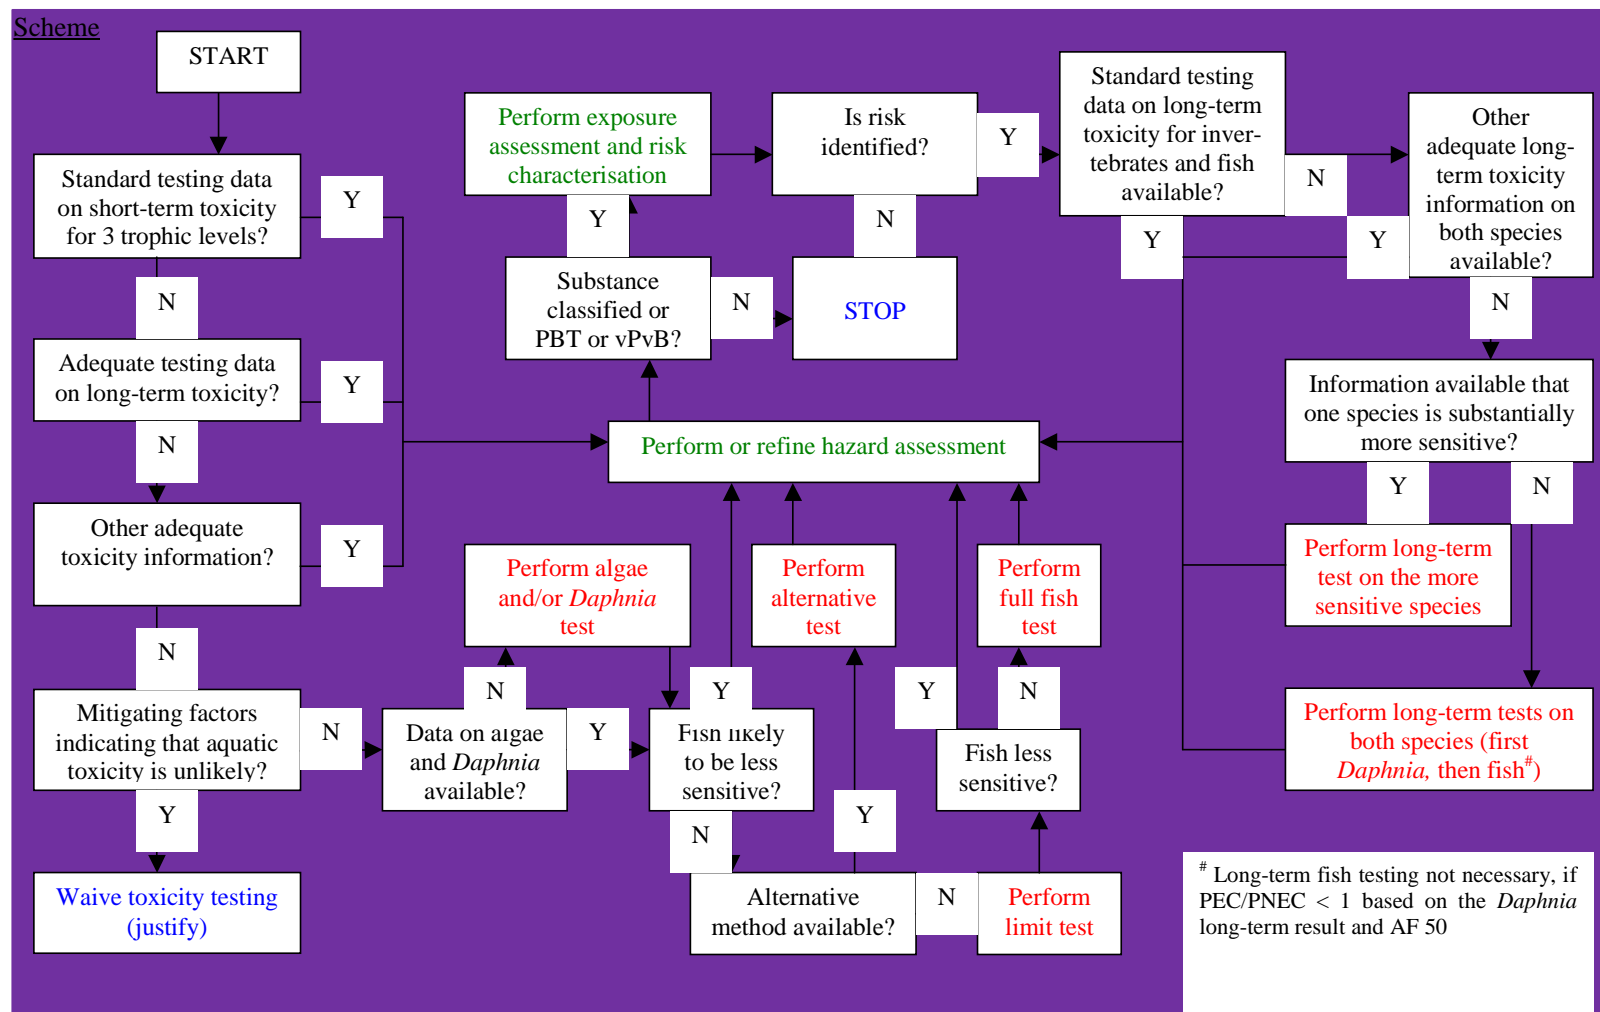 Scheme
START
Standard testing data
on short-term toxicity
for 3 trophic levels?
Y
N
Adequate testing data
on long-term toxicity?
Y
N
Other adequate
toxicity information?
Y
N
Mitigating factors
indicating that aquatic
toxicity is unlikely?
N
Y
Waive toxicity testing
(justify)
Perform exposure
assessment and risk
characterisation
Y
Substance
classified or
PBT or vPvB?
N
STOP
N
Is risk
identified?
Y
Perform or refine hazard assessment
Perform algae
and/or Daphnia
test
N
Data on algae
and Daphnia
available?
Y
Y
Fish likely
to be less
sensitive?
N
Perform
alternative
test
Y
Alternative
method available?
N
Perform
limit test
Perform
full fish
test
Y
N
Fish less
sensitive?
Standard testing
data on long-term
toxicity for inver-
tebrates and fish
available?
N
Y
Y
Other
adequate long-
term toxicity
information on
both species
available?
N
Information available that
one species is substantially
more sensitive?
Y
N
Perform long-term
test on the more
sensitive species
Perform long-term tests on
both species (first
Daphnia, then fish#)
# Long-term fish testing not necessary, if
PEC/PNEC < 1 based on the Daphnia
long-term result and AF 50